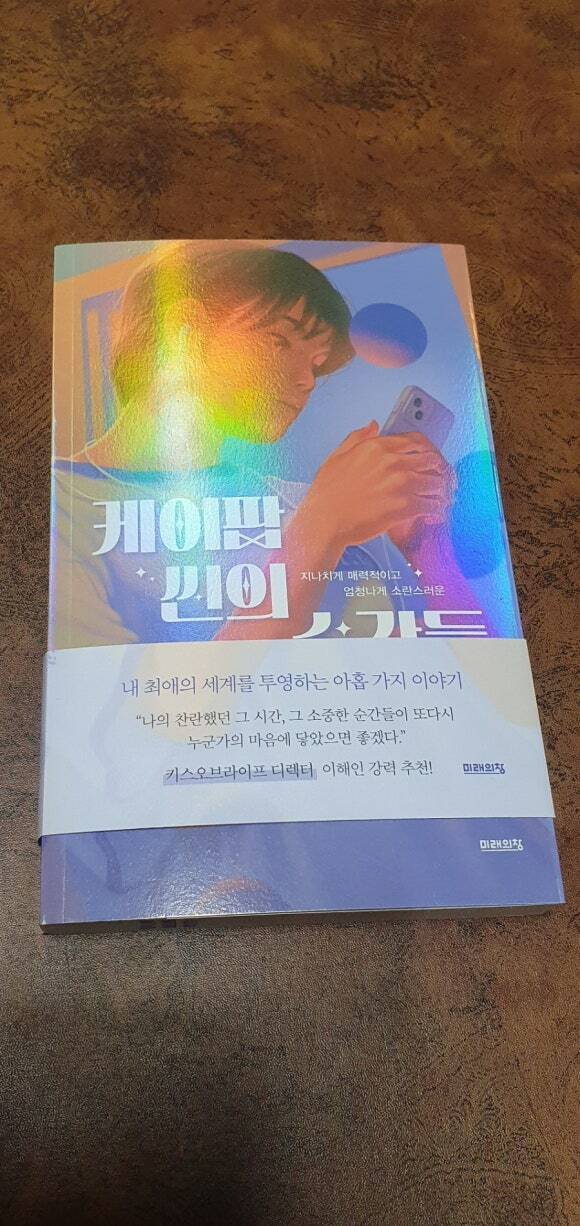 케이팝
씬의
지나치게 매력적이고
엄청나게 소란스러운
순간들
내 최애의 세계를 투영하는 아홉 가지 이야기
“나의 찬란했던 그 시간, 그 소중한 순간들이 또다시
누군가의 마음에 닿았으면 좋겠다.”
키스오브라이프 디렉터 이해인 강력 추천!
미래의창
미래의창